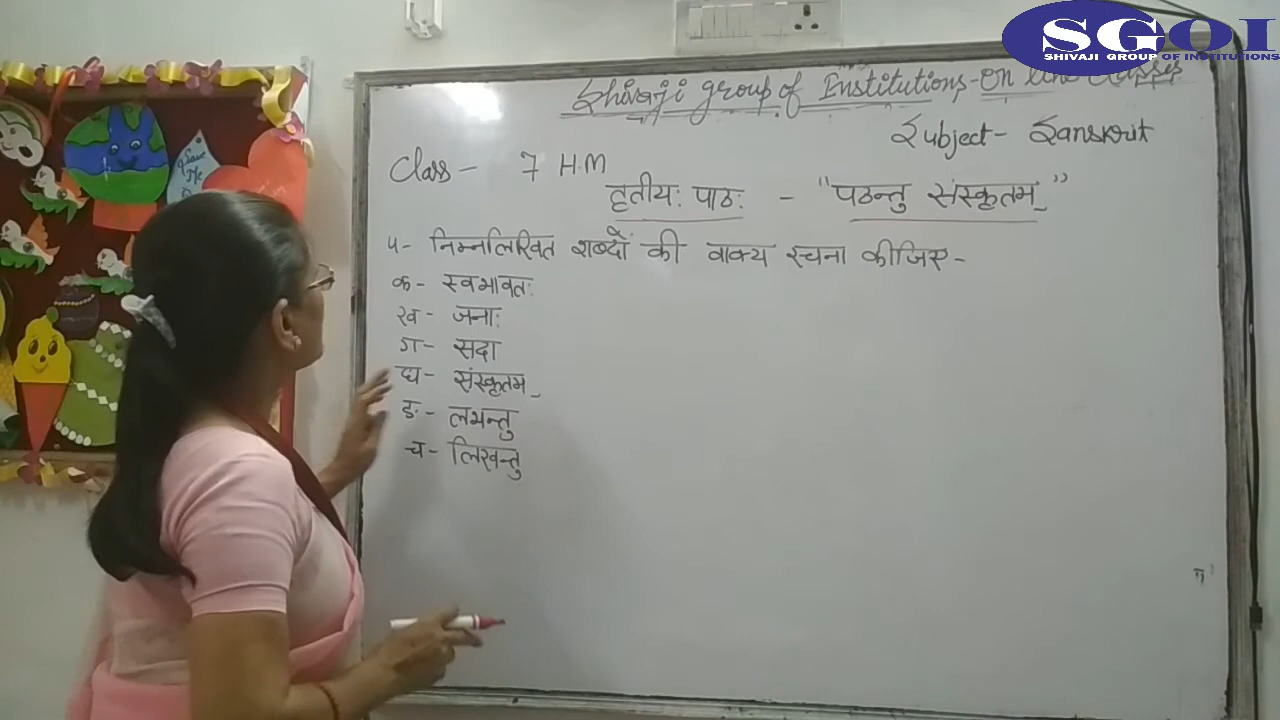 SGOI
SHIVAJI GROUP OF INSTITUTIONS
Shivaji group of Institutions - On line Classes
Subject - Sanskrit
Class - 7 H.M
तृतीयः पाठः - "पठन्तु संस्कृतम्"
५- निम्नलिखित शब्दों की वाक्य रचना कीजिए -
क- स्वभावतः
ख- जनाः
ग- सदा
घ- संस्कृतम्
ङ- लभन्तु
च- लिखन्तु